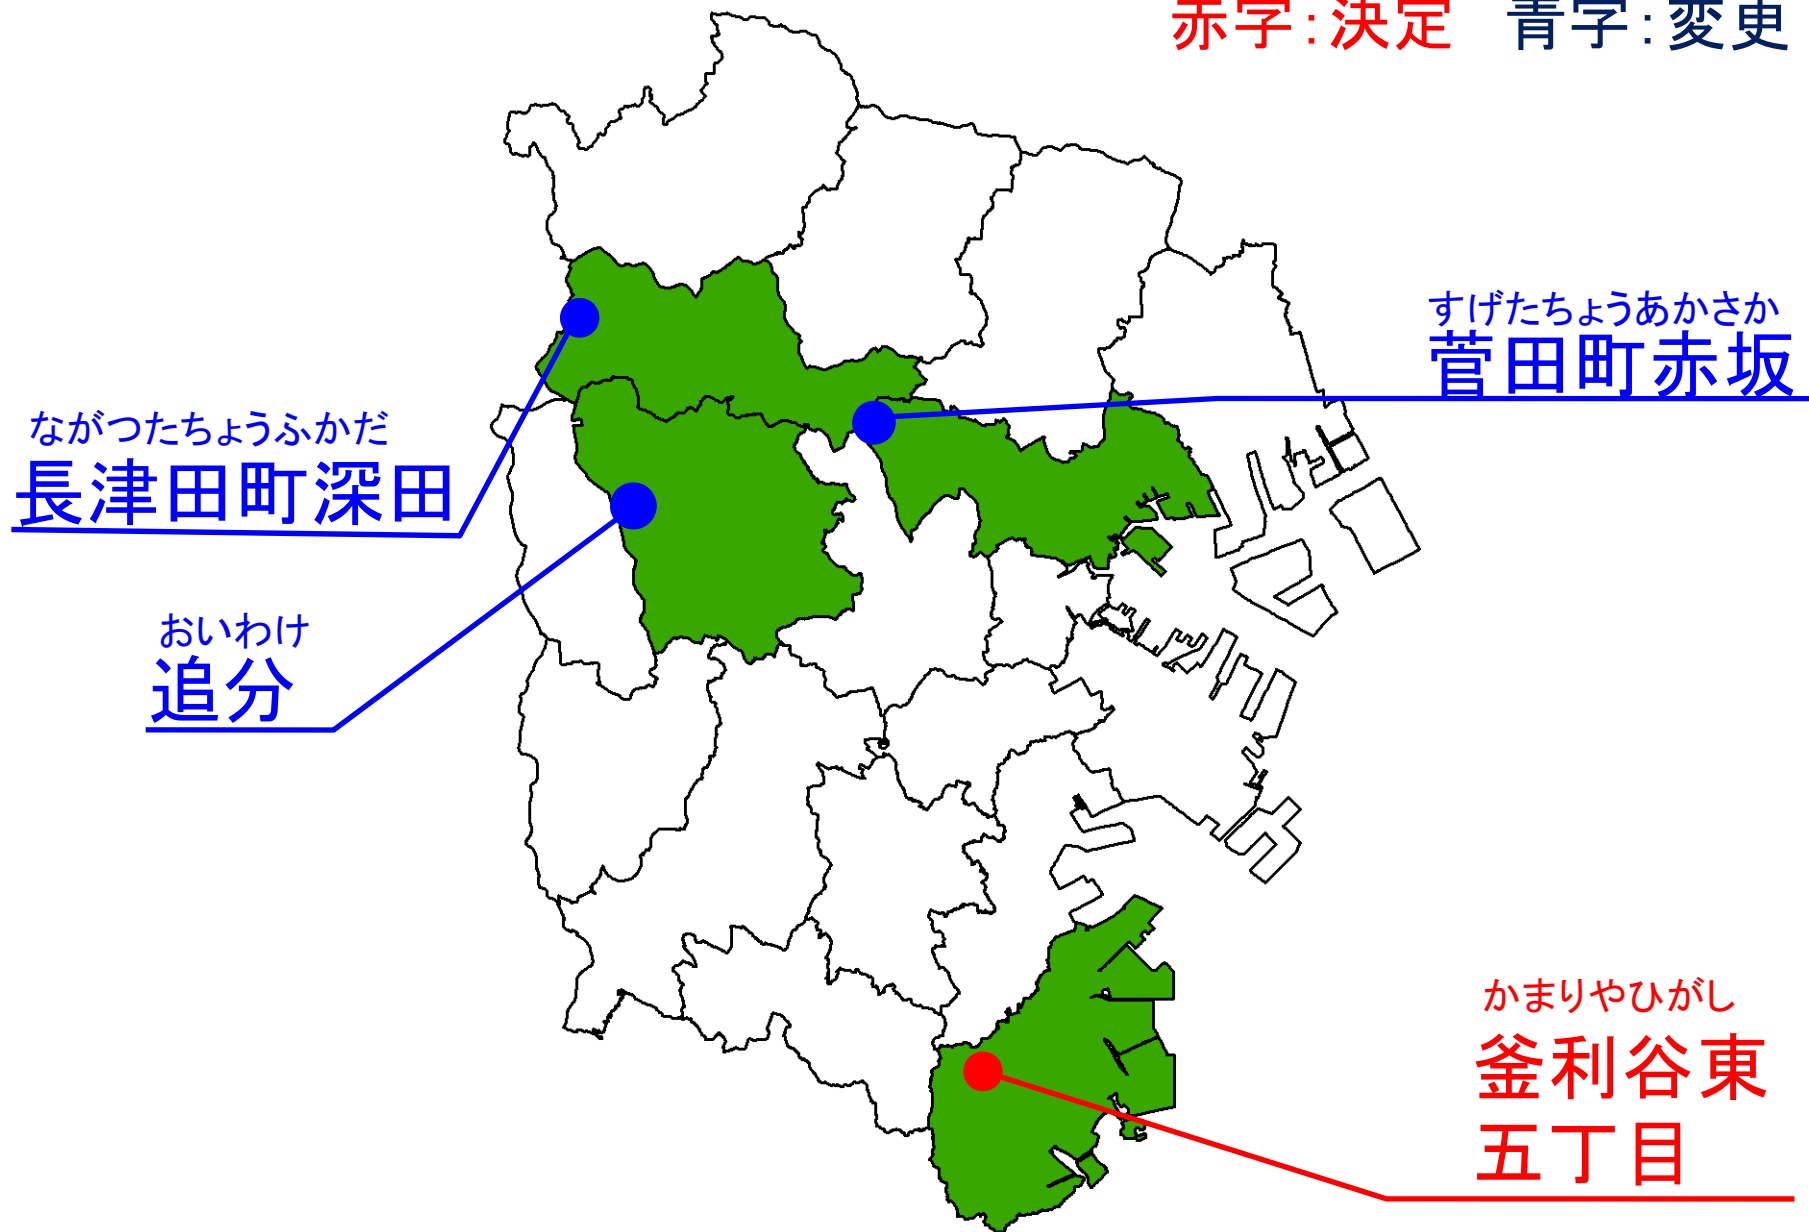 赤字：決定　青字：変更
すげたちょうあかさか
菅田町赤坂
ながつたちょうふかだ
長津田町深田
おいわけ
追分
かまりやひがし
釜利谷東
五丁目